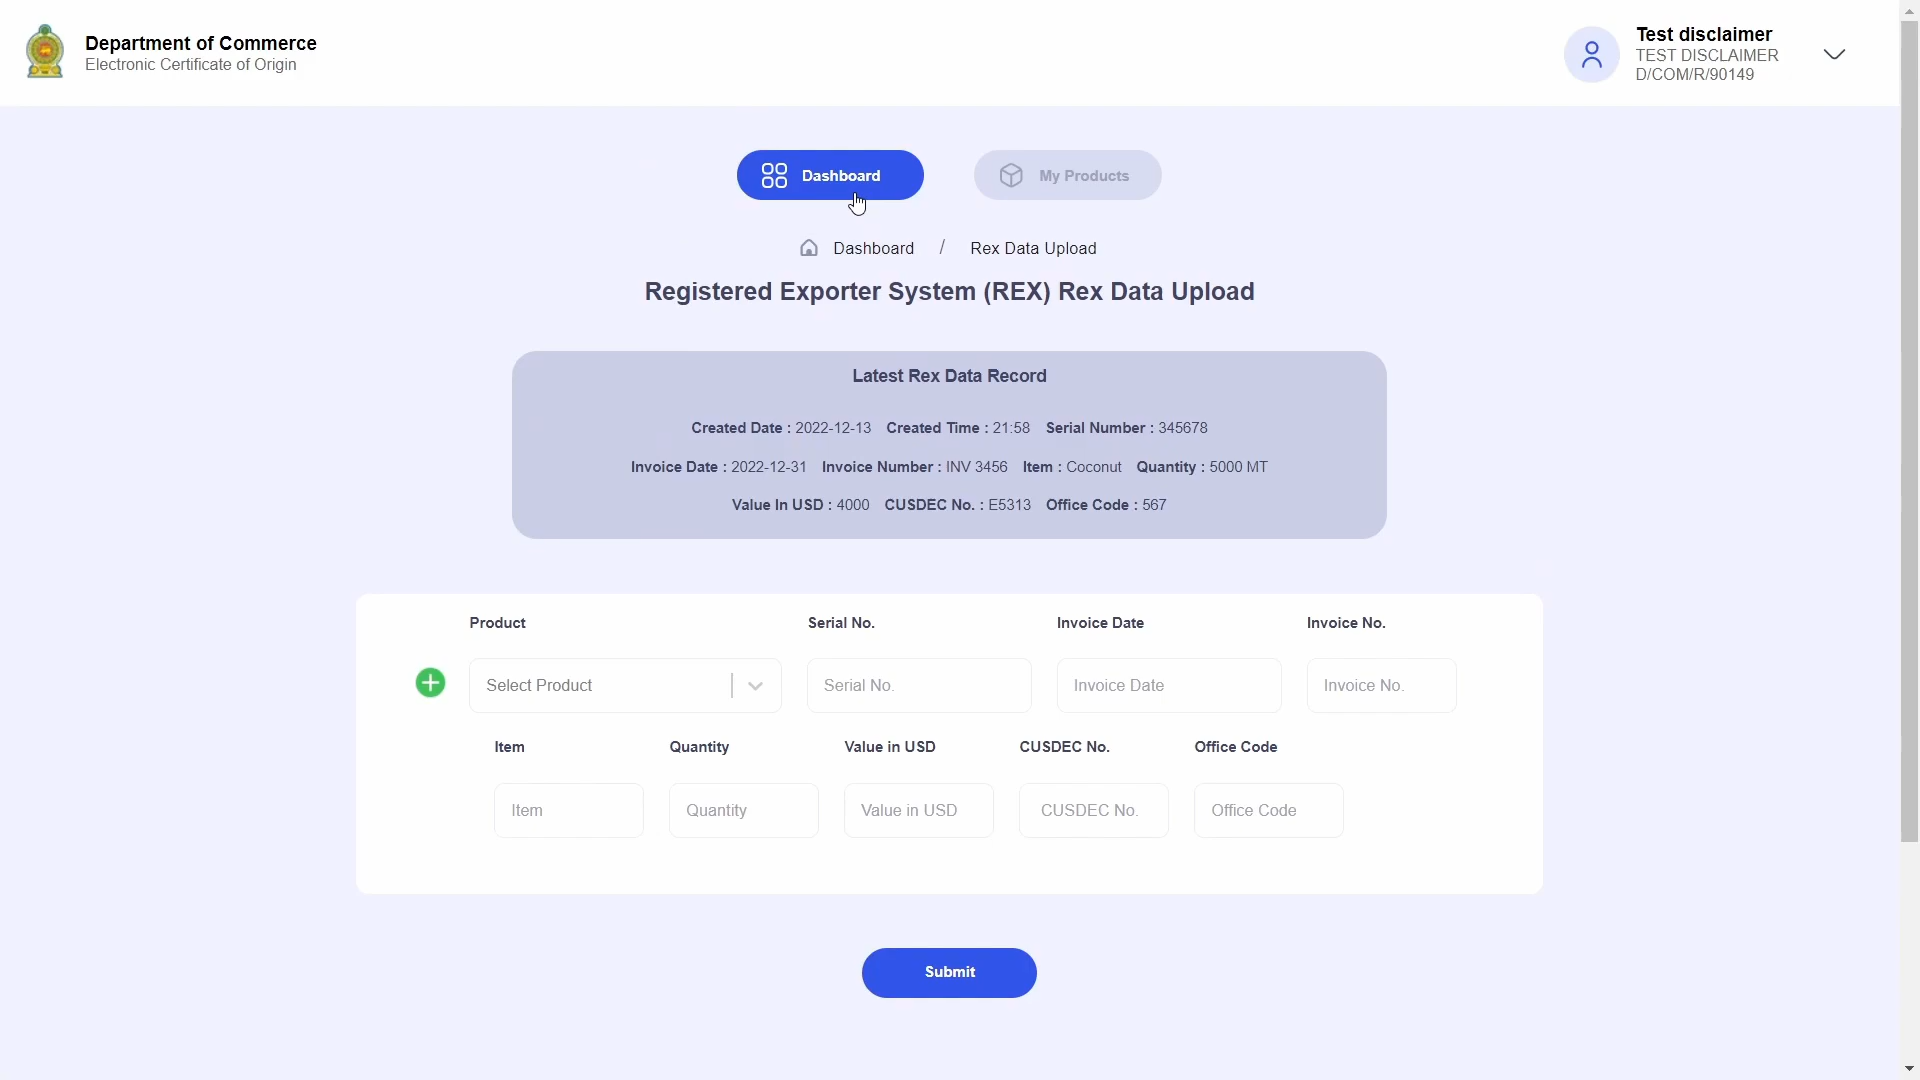 Department of Commerce
Electronic Certificate of Origin
Test disclaimer
TEST DISCLAIMER
D/COM/R/90149
Dashboard
My Products
Dashboard / Rex Data Upload
Registered Exporter System (REX) Rex Data Upload
Latest Rex Data Record
Created Date : 2022-12-13 Created Time : 21:58 Serial Number : 345678
Invoice Date : 2022-12-31 Invoice Number : INV 3456 Item : Coconut Quantity : 5000 MT
Value In USD : 4000 CUSDEC No. : E5313 Office Code : 567
Product Serial No. Invoice Date Invoice No.
Select Product Serial No. Invoice Date Invoice No.
Item Quantity Value in USD CUSDEC No. Office Code
Item Quantity Value in USD CUSDEC No. Office Code
Submit